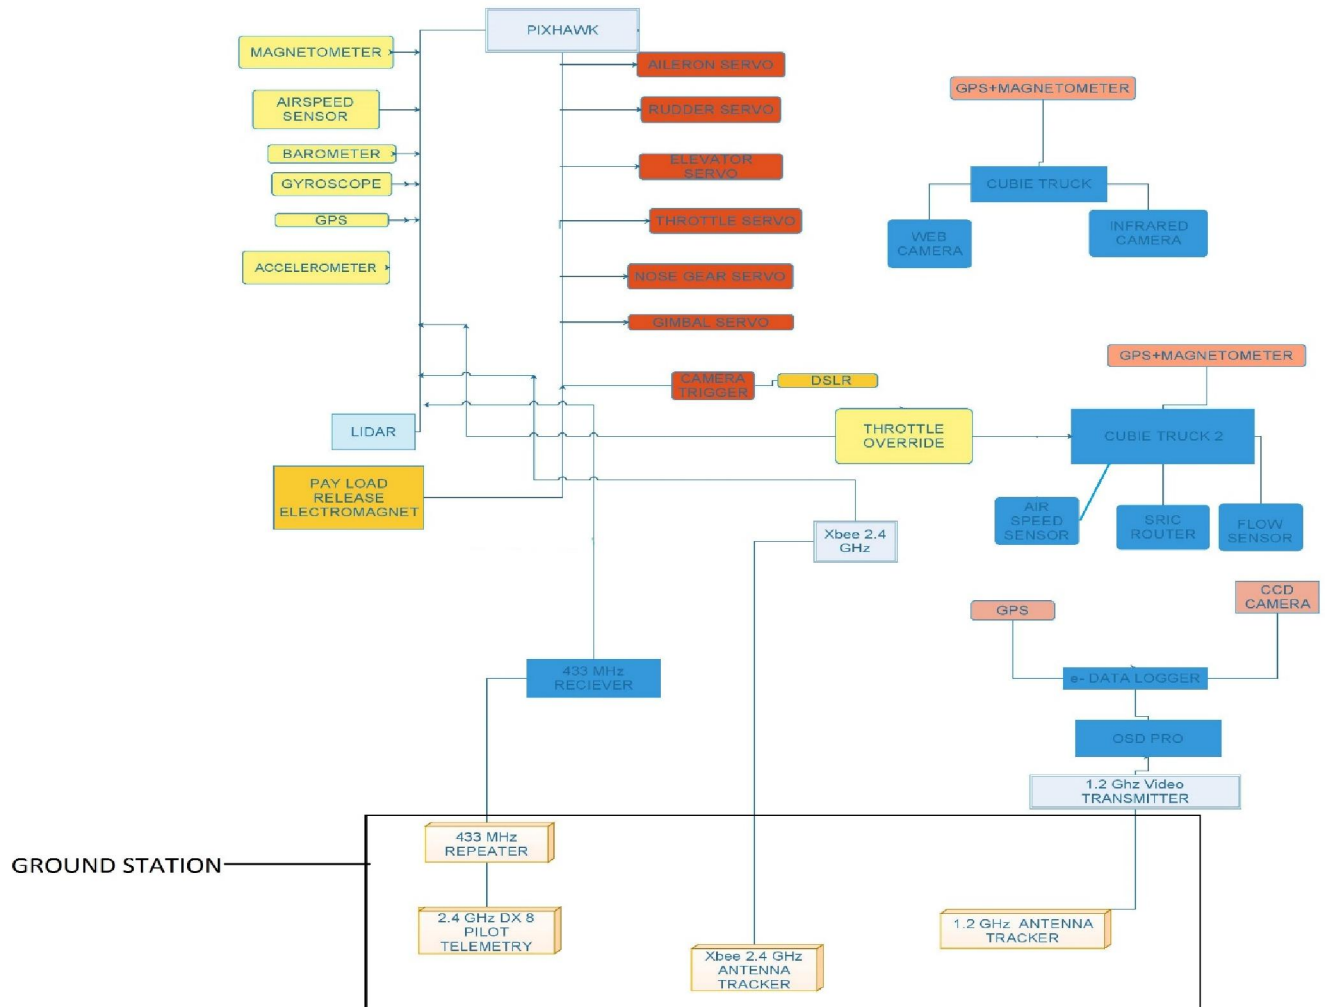 PIXHAWK
MAGNETOMETER
AIRSPEED
SENSOR
BAROMETER
GYROSCOPE
GPS
ACCELEROMETER
AILERON SERVO
RUDDER SERVO
ELEVATOR
SERVO
THROTTLE SERVO
NOSE GEAR SERVO
GIMBAL SERVO
CAMERA
TRIGGER
DSLR
LIDAR
PAY LOAD
RELEASE
ELECTROMAGNET
GPS+MAGNETOMETER
CUBIE TRUCK
WEB
CAMERA
INFRARED
CAMERA
GPS+MAGNETOMETER
THROTTLE
OVERRIDE
CUBIE TRUCK 2
AIR
SPEED
SENSOR
SRIC
ROUTER
FLOW
SENSOR
Xbee 2.4
GHz
GPS
CCD
CAMERA
433 MHz
RECIEVER
e- DATA LOGGER
OSD PRO
1.2 Ghz Video
TRANSMITTER
GROUND STATION
433 MHz
REPEATER
2.4 GHz DX 8
PILOT
TELEMETRY
Xbee 2.4 GHz
ANTENNA
TRACKER
1.2 GHz ANTENNA
TRACKER